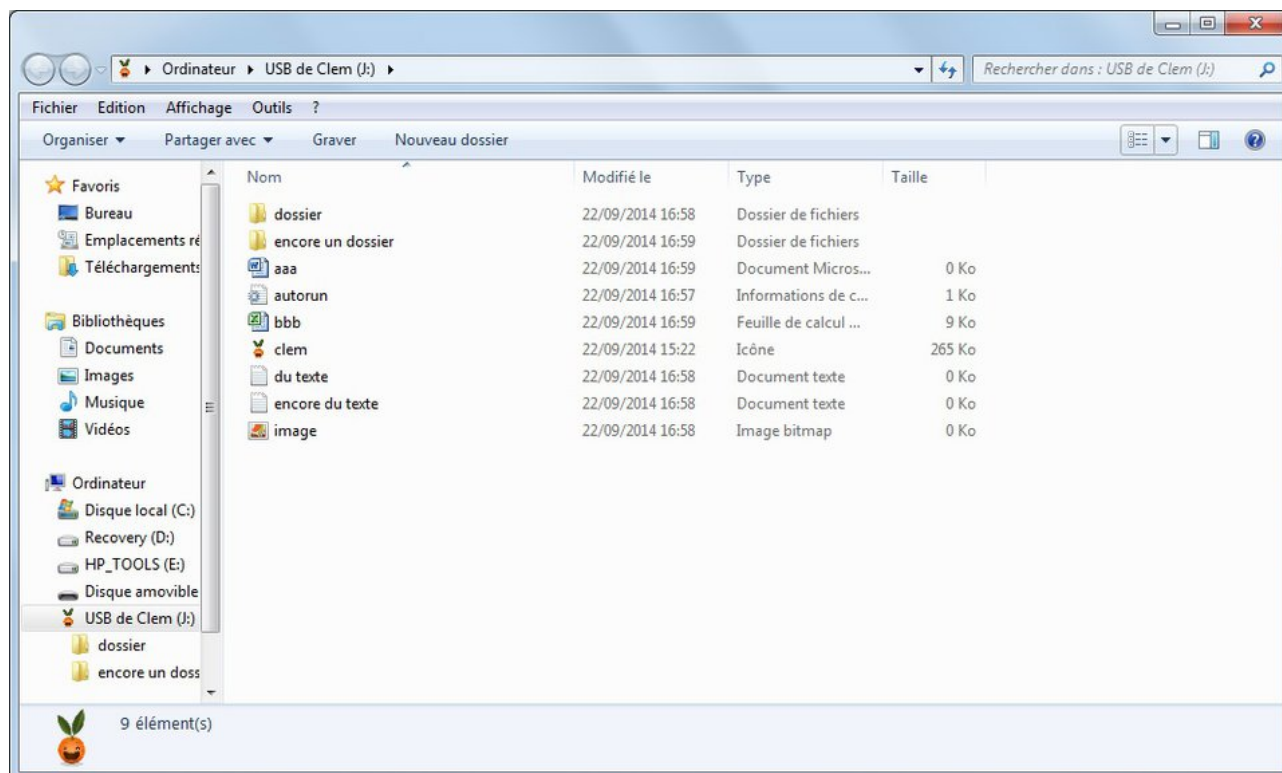 Ordinateur ▸ USB de Clem (J:) ▸ Rechercher dans : USB de Clem (J:)
Fichier Edition Affichage Outils ?
Organiser Partager avec Graver Nouveau dossier
Favoris
Bureau
Emplacements ré
Téléchargements
Bibliothèques
Documents
Images
Musique
Vidéos
Ordinateur
Disque local (C:)
Recovery (D:)
HP_TOOLS (E:)
Disque amovible
USB de Clem (J:)
dossier
encore un doss
Nom Modifié le Type Taille
dossier 22/09/2014 16:58 Dossier de fichiers
encore un dossier 22/09/2014 16:59 Dossier de fichiers
aaa 22/09/2014 16:59 Document Micros... 0 Ko
autorun 22/09/2014 16:57 Informations de c... 1 Ko
bbb 22/09/2014 16:59 Feuille de calcul ... 9 Ko
clem 22/09/2014 15:22 Icône 265 Ko
du texte 22/09/2014 16:58 Document texte 0 Ko
encore du texte 22/09/2014 16:58 Document texte 0 Ko
image 22/09/2014 16:58 Image bitmap 0 Ko
9 élément(s)